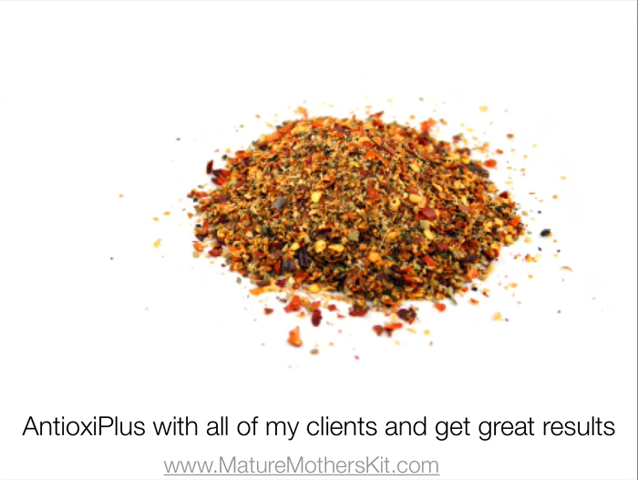 AntioxiPlus with all of my clients and get great results
www.MatureMothersKit.com